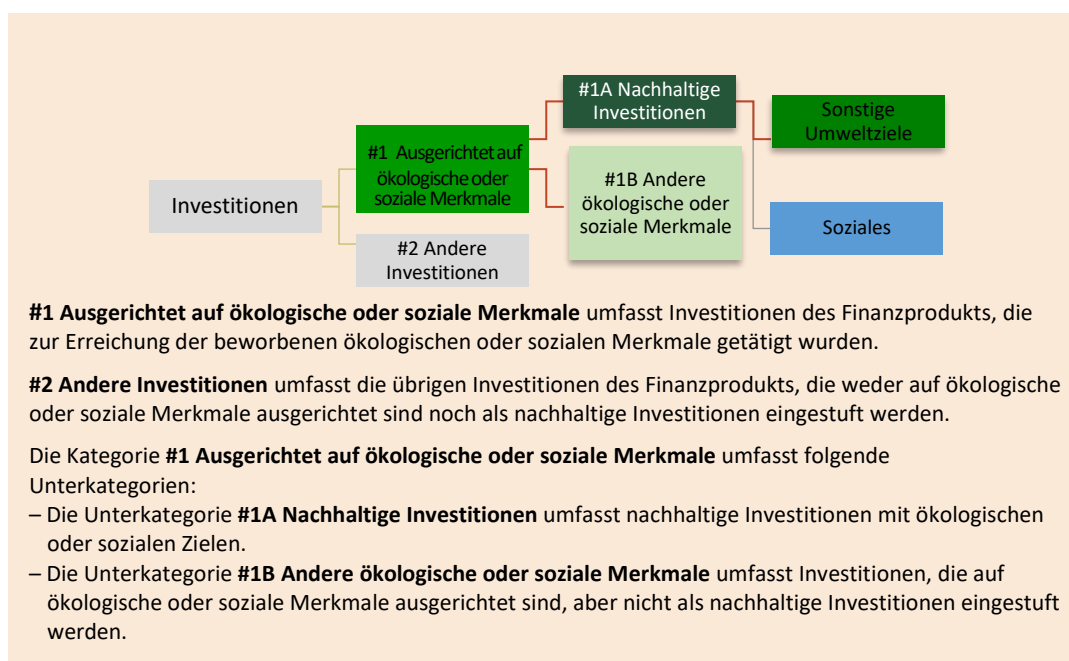 #1A Nachhaltige
Investitionen
Sonstige
Umweltziele
#1 Ausgerichtet auf
ökologische oder
soziale Merkmale
#1B Andere
ökologische oder
soziale Merkmale
Investitionen
Soziales
#2 Andere
Investitionen
#1 Ausgerichtet auf ökologische oder soziale Merkmale umfasst Investitionen des Finanzprodukts, die
zur Erreichung der beworbenen ökologischen oder sozialen Merkmale getätigt wurden.
#2 Andere Investitionen umfasst die übrigen Investitionen des Finanzprodukts, die weder auf ökologische
oder soziale Merkmale ausgerichtet sind noch als nachhaltige Investitionen eingestuft werden.
Die Kategorie #1 Ausgerichtet auf ökologische oder soziale Merkmale umfasst folgende
Unterkategorien:
– Die Unterkategorie #1A Nachhaltige Investitionen umfasst nachhaltige Investitionen mit ökologischen
oder sozialen Zielen.
– Die Unterkategorie #1B Andere ökologische oder soziale Merkmale umfasst Investitionen, die auf
ökologische oder soziale Merkmale ausgerichtet sind, aber nicht als nachhaltige Investitionen eingestuft
werden.